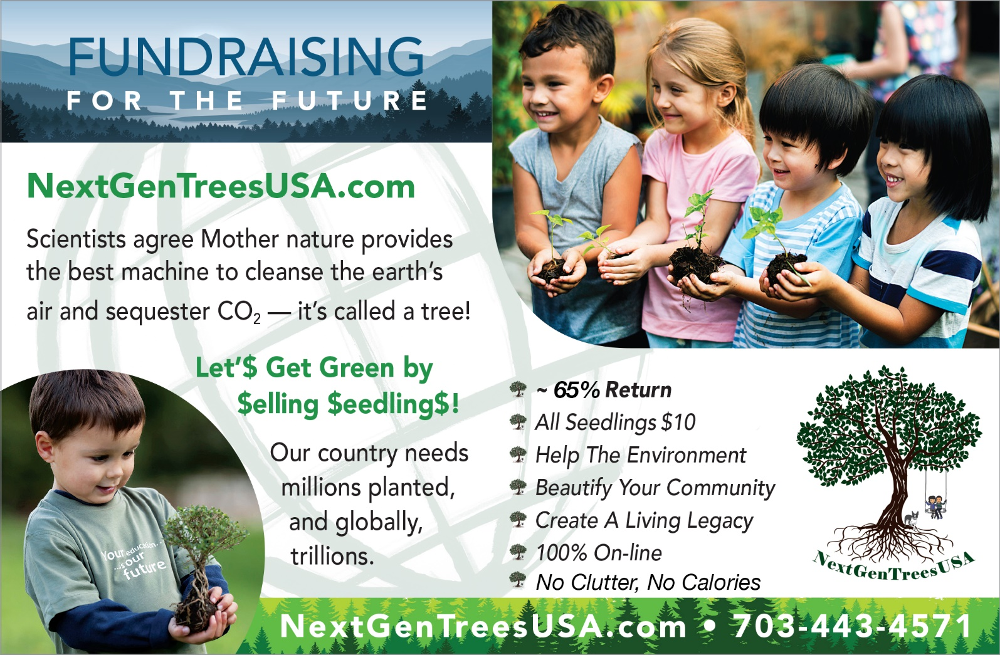 FUNDRAISING
FOR THE FUTURE
NextGenTreesUSA.com
Scientists agree Mother nature provides
the best machine to cleanse the earth's
air and sequester CO₂ — it's called a tree!
Let'$ Get Green by
$elling $eedling$!
Our country needs
millions planted,
and globally,
trillions.
Your education...
...is our
future
~ 65% Return
All Seedlings $10
Help The Environment
Beautify Your Community
Create A Living Legacy
100% On-line
No Clutter, No Calories
NextGenTreesUSA
NextGenTreesUSA.com • 703-443-4571